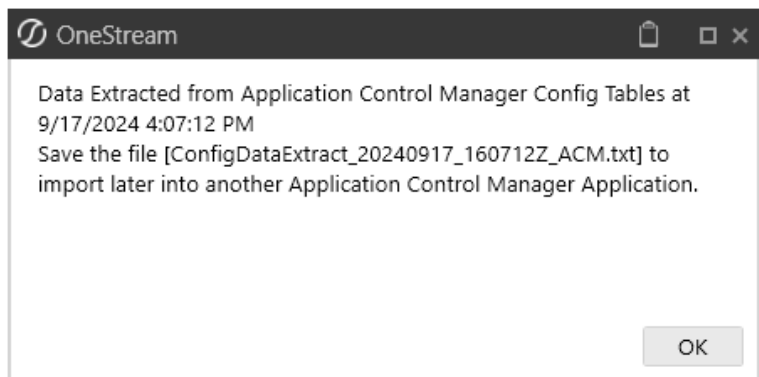 OneStream
Data Extracted from Application Control Manager Config Tables at
9/17/2024 4:07:12 PM
Save the file [ConfigDataExtract_20240917_160712Z_ACM.txt] to
import later into another Application Control Manager Application.
OK